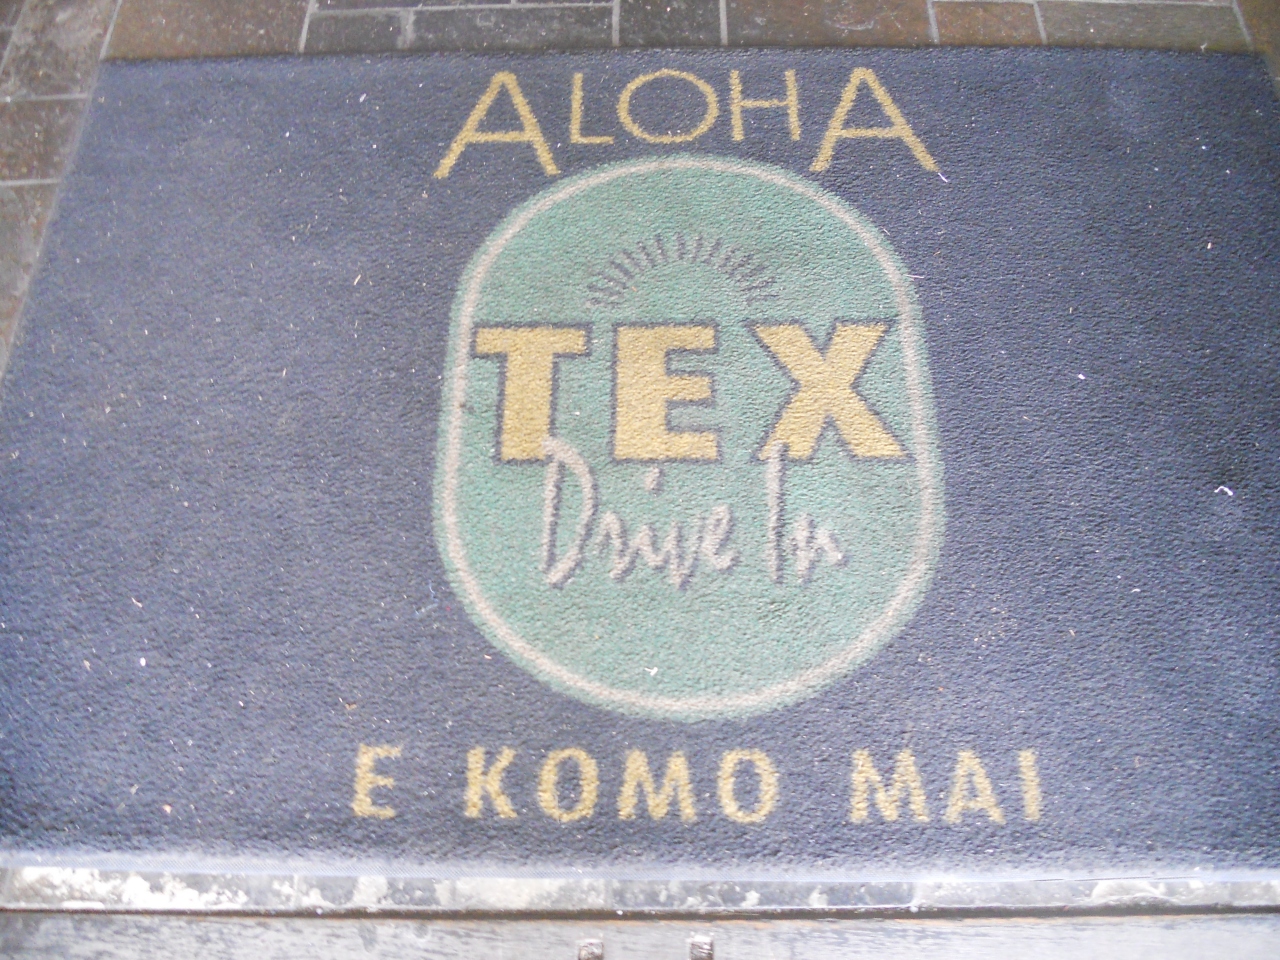 ALOHA
TEX
Drive In
E KOMO MAI